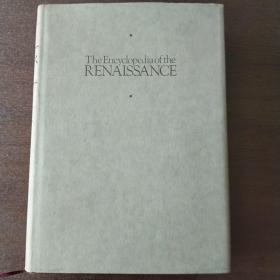 The Encyclopedia of the
RENAISSANCE